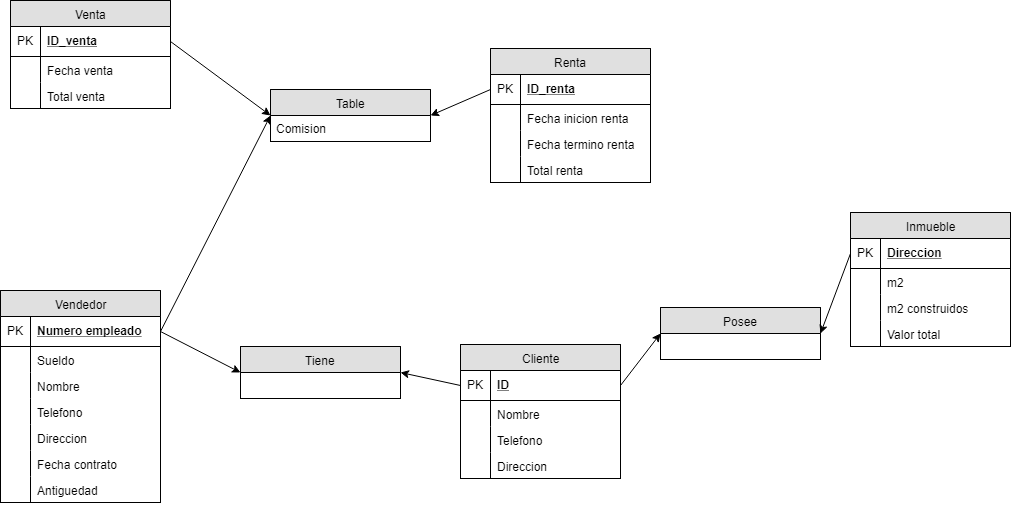 Venta
PK ID_venta
Fecha venta
Total venta
Table
Comision
Renta
PK ID_renta
Fecha inicion renta
Fecha termino renta
Total renta
Inmueble
PK Direccion
m2
m2 construidos
Valor total
Vendedor
PK Numero empleado
Sueldo
Nombre
Telefono
Direccion
Fecha contrato
Antiguedad
Tiene
Cliente
PK ID
Nombre
Telefono
Direccion
Posee